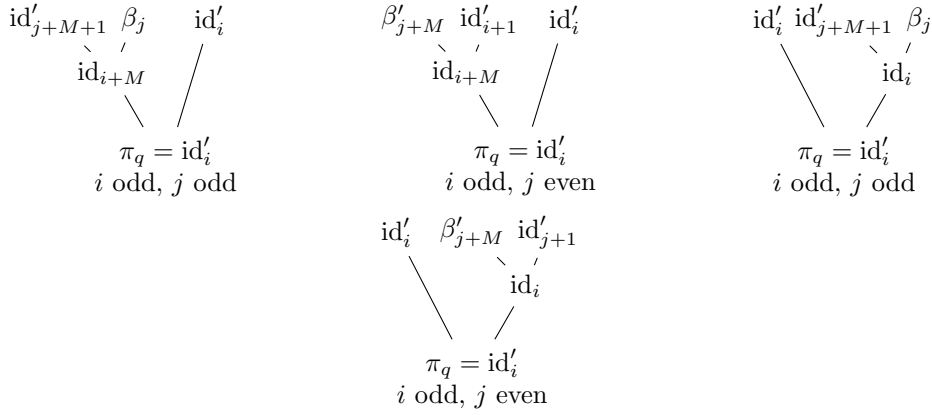 id′_{j+M+1} β_j id′_i β′_{j+M} id′_{i+1} id′_i id′_i id′_{j+M+1} β_j
id_{i+M} id_{i+M} id_i
π_q = id′_i π_q = id′_i π_q = id′_i
i odd, j odd i odd, j even i odd, j odd
id′_i β′_{j+M} id′_{j+1}
id_i
π_q = id′_i
i odd, j even